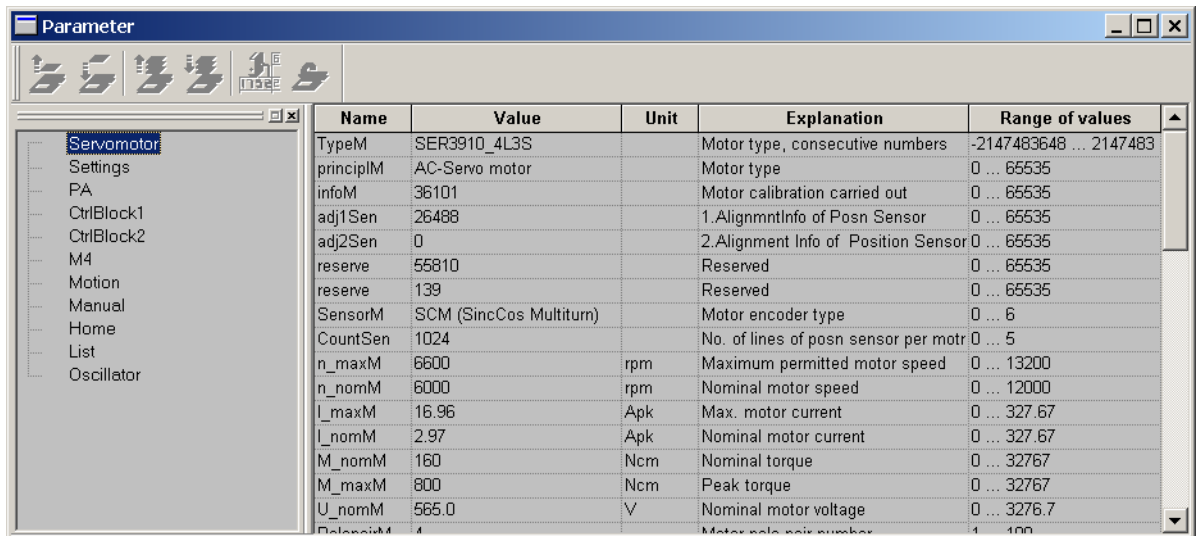 Parameter
Servomotor
Settings
PA
CtrlBlock1
CtrlBlock2
M4
Motion
Manual
Home
List
Oscillator
Name Value Unit Explanation Range of values
TypeM SER3910_4L3S Motor type, consecutive numbers -2147483648 ... 2147483
principlM AC-Servo motor Motor type 0 ... 65535
infoM 36101 Motor calibration carried out 0 ... 65535
adj1Sen 26488 1.AlignmntInfo of Posn Sensor 0 ... 65535
adj2Sen 0 2.Alignment Info of Position Sensor 0 ... 65535
reserve 55810 Reserved 0 ... 65535
reserve 139 Reserved 0 ... 65535
SensorM SCM (SincCos Multiturn) Motor encoder type 0 ... 6
CountSen 1024 No. of lines of posn sensor per motr 0 ... 5
n_maxM 6600 rpm Maximum permitted motor speed 0 ... 13200
n_nomM 6000 rpm Nominal motor speed 0 ... 12000
I_maxM 16.96 Apk Max. motor current 0 ... 327.67
I_nomM 2.97 Apk Nominal motor current 0 ... 327.67
M_nomM 160 Ncm Nominal torque 0 ... 32767
M_maxM 800 Ncm Peak torque 0 ... 32767
U_nomM 565.0 V Nominal motor voltage 0 ... 3276.7
4 Motor pole pair number 1 ... 100